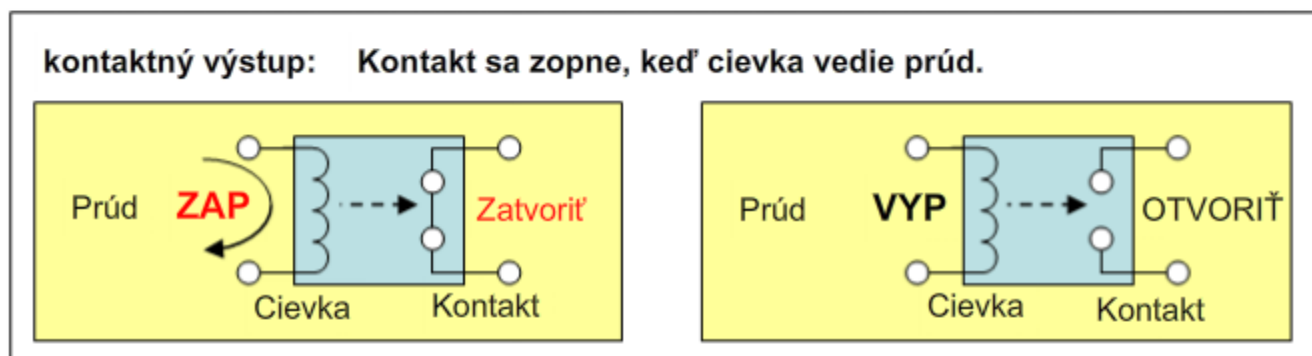 kontaktný výstup: Kontakt sa zopne, keď cievka vedie prúd.
Prúd ZAP Zatvoriť
Cievka Kontakt
Prúd VYP OTVORIŤ
Cievka Kontakt